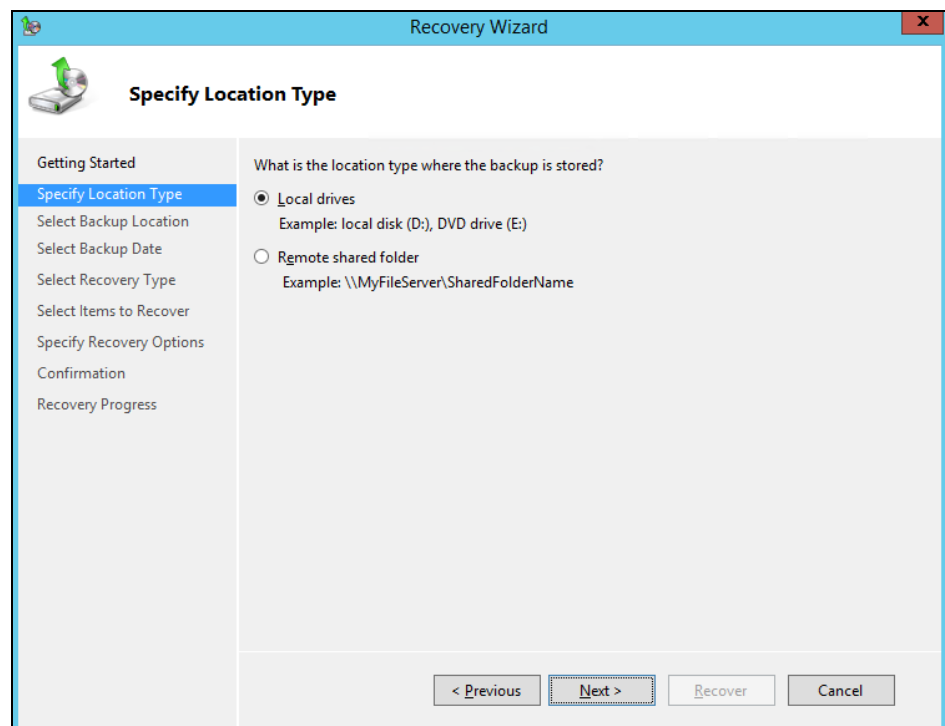 Recovery Wizard
x
Specify Location Type
Getting Started
Specify Location Type
Select Backup Location
Select Backup Date
Select Recovery Type
Select Items to Recover
Specify Recovery Options
Confirmation
Recovery Progress
What is the location type where the backup is stored?
Local drives
Example: local disk (D:), DVD drive (E:)
Remote shared folder
Example: \\MyFileServer\SharedFolderName
< Previous
Next >
Recover
Cancel